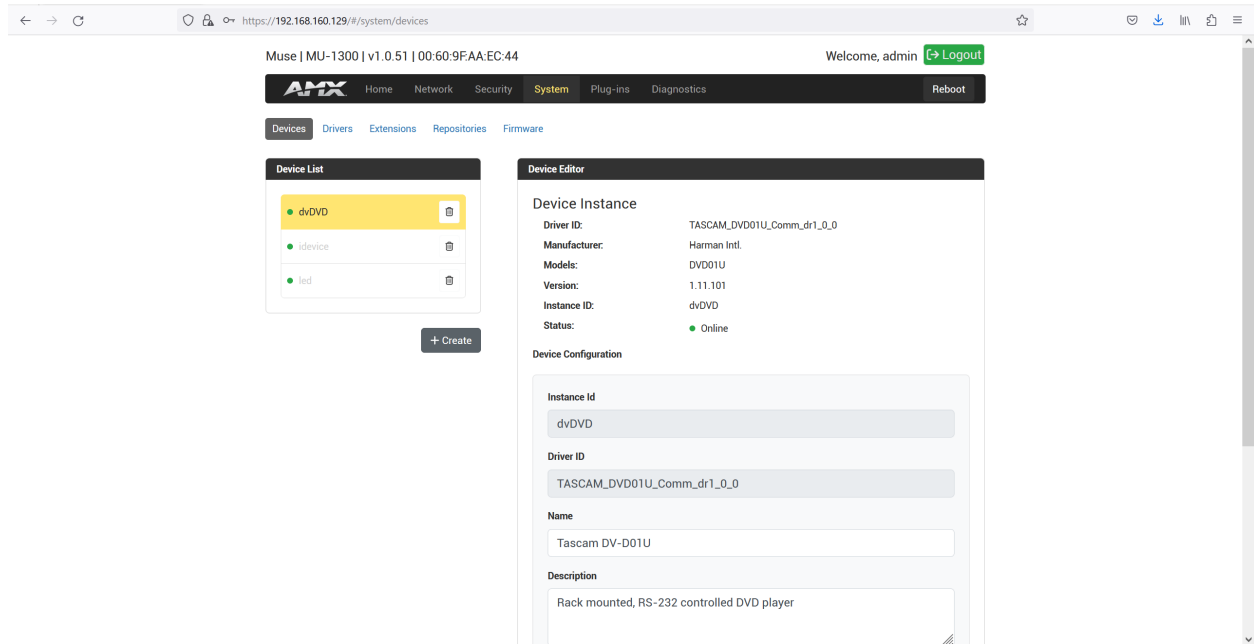 https://192.168.160.129/#/system/devices
Muse | MU-1300 | v1.0.51 | 00:60:9F:AA:EC:44
Welcome, admin Logout
AMX Home Network Security System Plug-ins Diagnostics Reboot
Devices Drivers Extensions Repositories Firmware
Device List
dvDVD
idevice
led
+ Create
Device Editor
Device Instance
Driver ID: TASCAM_DVD01U_Comm_dr1_0_0
Manufacturer: Harman Intl.
Models: DVD01U
Version: 1.11.101
Instance ID: dvDVD
Status: Online
Device Configuration
Instance Id
dvDVD
Driver ID
TASCAM_DVD01U_Comm_dr1_0_0
Name
Tascam DV-D01U
Description
Rack mounted, RS-232 controlled DVD player